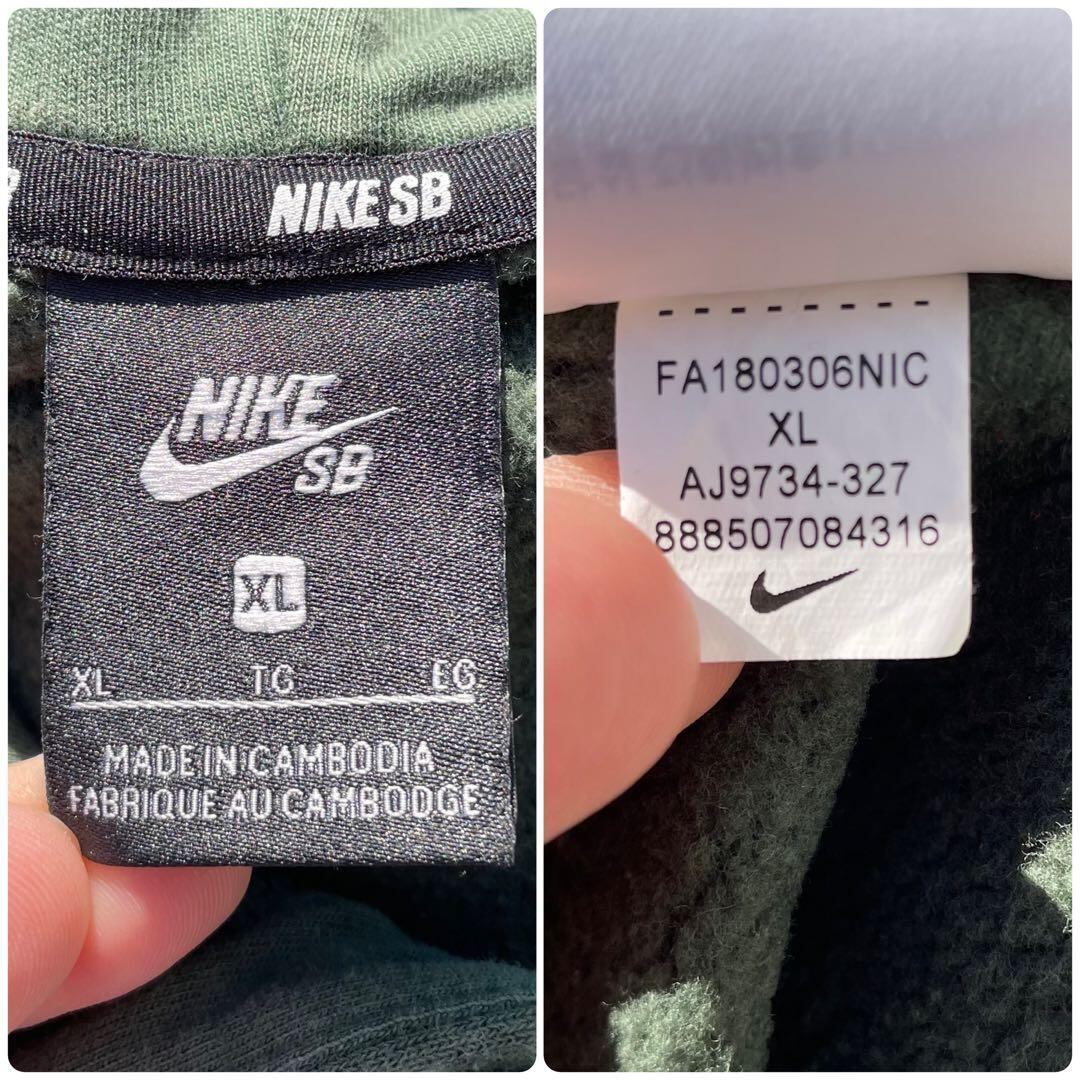 NIKE SB
NIKE
SB
XL
XL TG EG
MADE IN CAMBODIA
FABRIQUE AU CAMBODGE
FA180306NIC
XL
AJ9734-327
888507084316